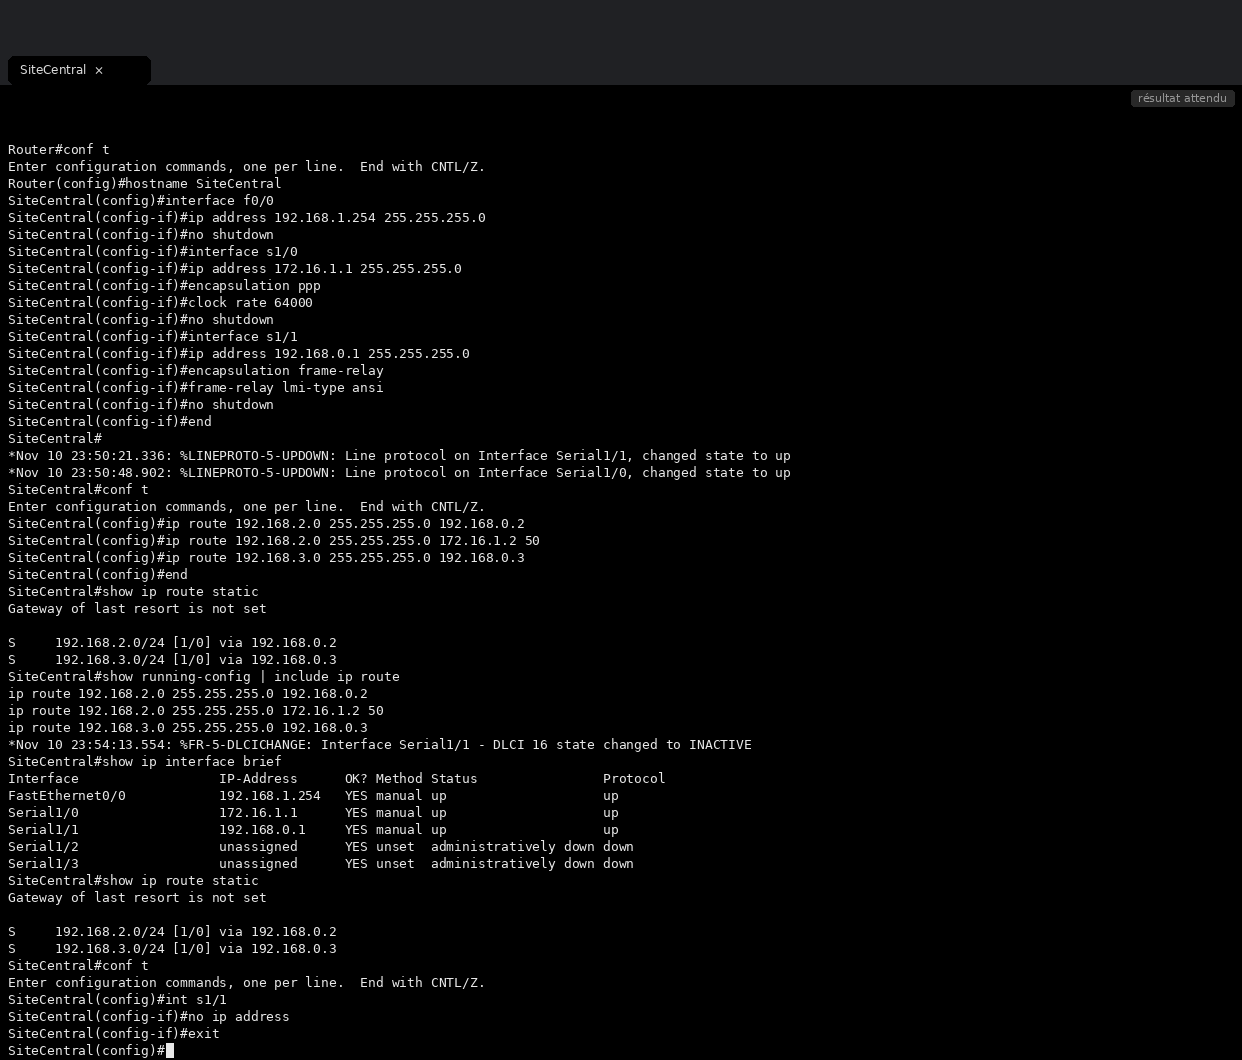 SiteCentral ×
résultat attendu
Router#conf t
Enter configuration commands, one per line.  End with CNTL/Z.
Router(config)#hostname SiteCentral
SiteCentral(config)#interface f0/0
SiteCentral(config-if)#ip address 192.168.1.254 255.255.255.0
SiteCentral(config-if)#no shutdown
SiteCentral(config-if)#interface s1/0
SiteCentral(config-if)#ip address 172.16.1.1 255.255.255.0
SiteCentral(config-if)#encapsulation ppp
SiteCentral(config-if)#clock rate 64000
SiteCentral(config-if)#no shutdown
SiteCentral(config-if)#interface s1/1
SiteCentral(config-if)#ip address 192.168.0.1 255.255.255.0
SiteCentral(config-if)#encapsulation frame-relay
SiteCentral(config-if)#frame-relay lmi-type ansi
SiteCentral(config-if)#no shutdown
SiteCentral(config-if)#end
SiteCentral#
*Nov 10 23:50:21.336: %LINEPROTO-5-UPDOWN: Line protocol on Interface Serial1/1, changed state to up
*Nov 10 23:50:48.902: %LINEPROTO-5-UPDOWN: Line protocol on Interface Serial1/0, changed state to up
SiteCentral#conf t
Enter configuration commands, one per line.  End with CNTL/Z.
SiteCentral(config)#ip route 192.168.2.0 255.255.255.0 192.168.0.2
SiteCentral(config)#ip route 192.168.2.0 255.255.255.0 172.16.1.2 50
SiteCentral(config)#ip route 192.168.3.0 255.255.255.0 192.168.0.3
SiteCentral(config)#end
SiteCentral#show ip route static
Gateway of last resort is not set
S     192.168.2.0/24 [1/0] via 192.168.0.2
S     192.168.3.0/24 [1/0] via 192.168.0.3
SiteCentral#show running-config | include ip route
ip route 192.168.2.0 255.255.255.0 192.168.0.2
ip route 192.168.2.0 255.255.255.0 172.16.1.2 50
ip route 192.168.3.0 255.255.255.0 192.168.0.3
*Nov 10 23:54:13.554: %FR-5-DLCICHANGE: Interface Serial1/1 - DLCI 16 state changed to INACTIVE
SiteCentral#show ip interface brief
Interface                  IP-Address      OK? Method Status                Protocol
FastEthernet0/0            192.168.1.254   YES manual up                    up
Serial1/0                  172.16.1.1      YES manual up                    up
Serial1/1                  192.168.0.1     YES manual up                    up
Serial1/2                  unassigned      YES unset  administratively down down
Serial1/3                  unassigned      YES unset  administratively down down
SiteCentral#show ip route static
Gateway of last resort is not set
S     192.168.2.0/24 [1/0] via 192.168.0.2
S     192.168.3.0/24 [1/0] via 192.168.0.3
SiteCentral#conf t
Enter configuration commands, one per line.  End with CNTL/Z.
SiteCentral(config)#int s1/1
SiteCentral(config-if)#no ip address
SiteCentral(config-if)#exit
SiteCentral(config)#